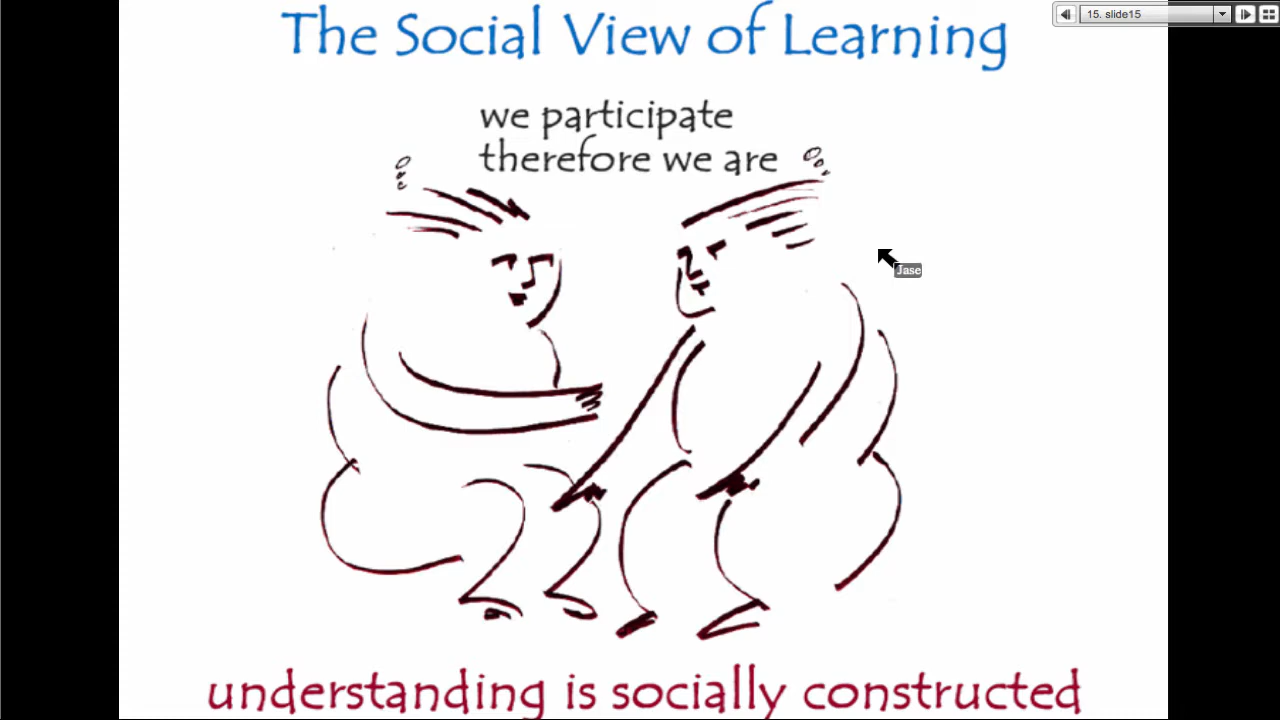 The Social View of Learning
15. slide15
we participate
therefore we are
Jase
understanding is socially constructed